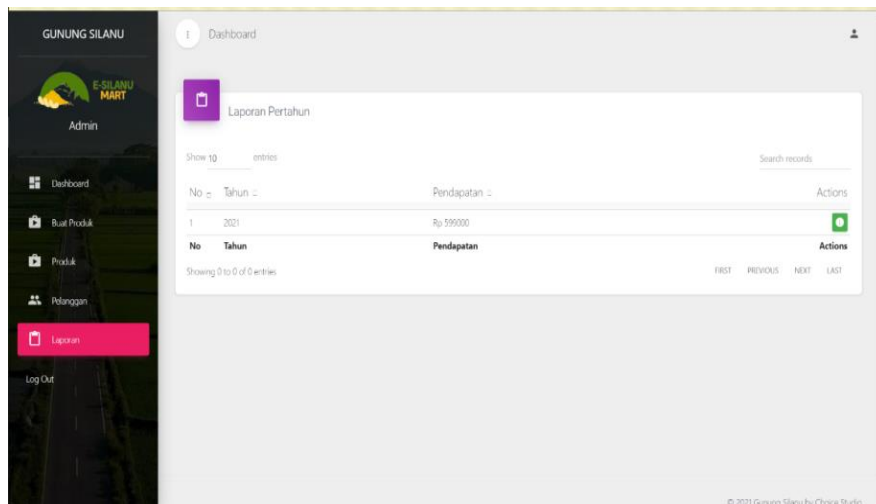 GUNUNG SILANU
Dashboard
E-SILANU
MART
Admin
Dashboard
Buat Produk
Produk
Pelanggan
Laporan
Log Out
Laporan Pertahun
Show 10 entries
Search records
No Tahun Pendapatan Actions
1 2021 Rp 599000
No Tahun Pendapatan Actions
Showing 0 to 0 of 0 entries
FIRST PREVIOUS NEXT LAST
© 2021 Gunung Silanu by Choice Studio